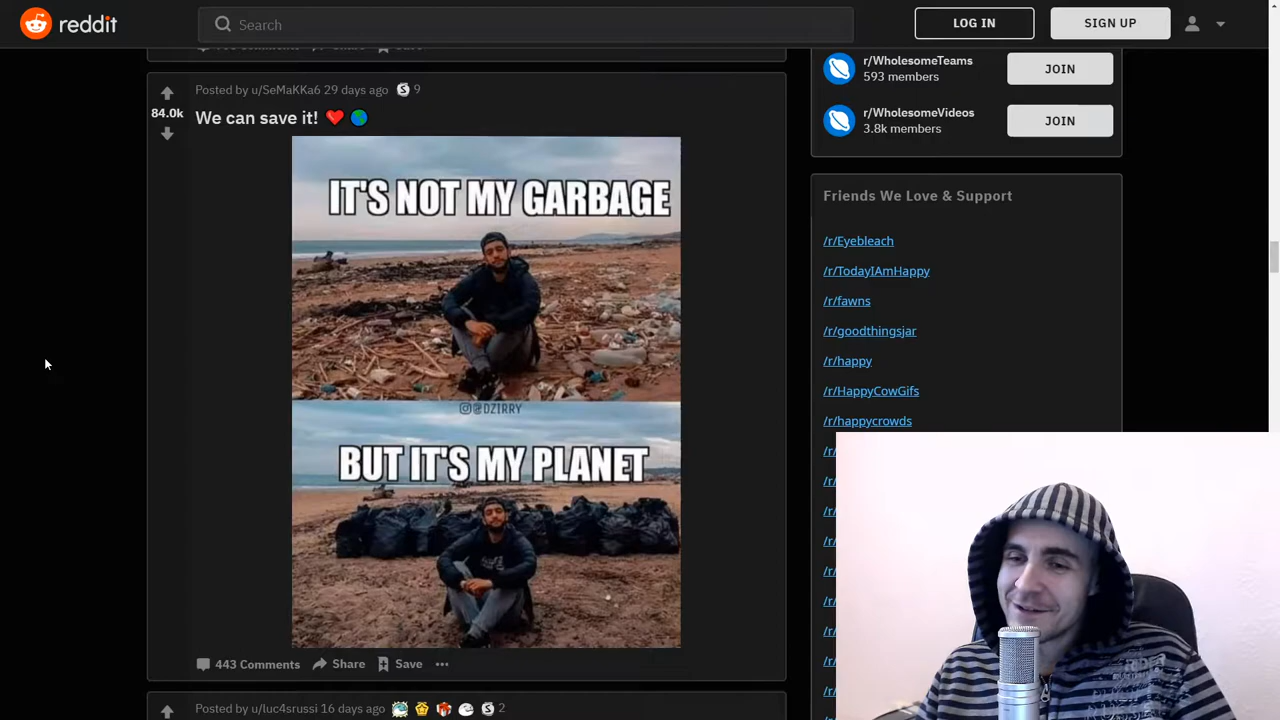 reddit
Search
LOG IN
SIGN UP
Posted by u/SeMaKKa6 29 days ago
9
84.0k
We can save it!
IT'S NOT MY GARBAGE
@DZIRRY
BUT IT'S MY PLANET
443 Comments
Share
Save
Posted by u/luc4srussi 16 days ago
2
r/WholesomeTeams
593 members
JOIN
r/WholesomeVideos
3.8k members
JOIN
Friends We Love & Support
/r/Eyebleach
/r/TodayIAmHappy
/r/fawns
/r/goodthingsjar
/r/happy
/r/HappyCowGifs
/r/happycrowds
/r/
/r/
/r/
/r/
/r/
/r/
/r/
/r/
/r/